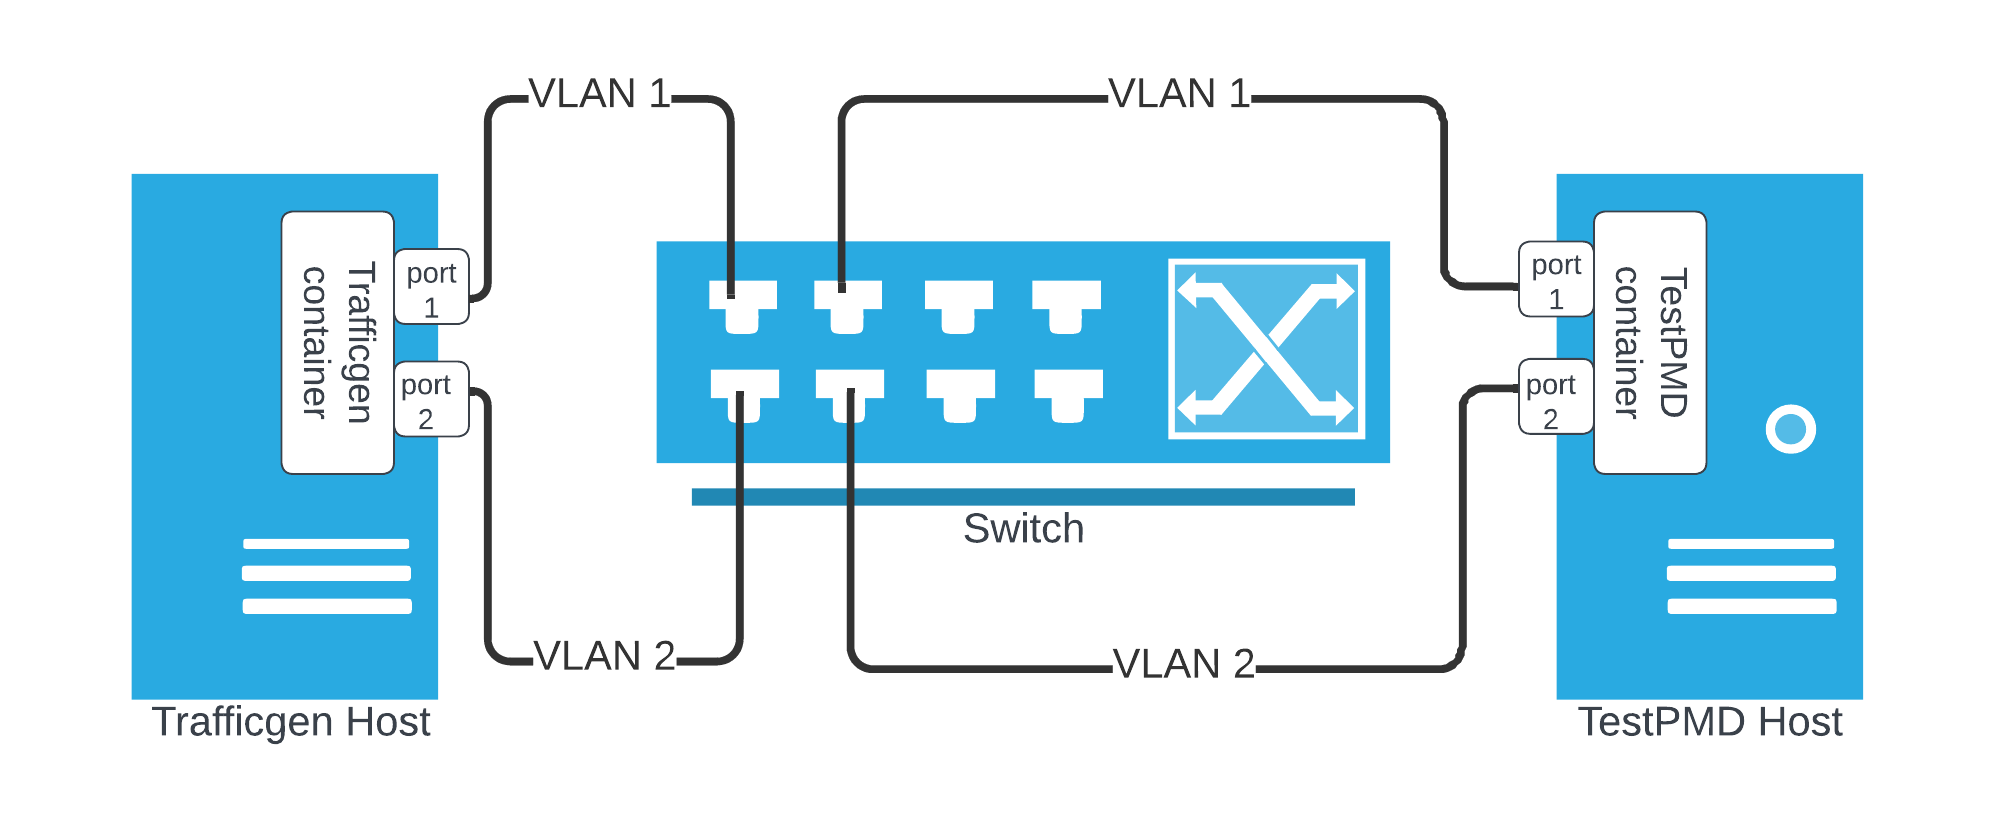 VLAN 1
VLAN 1
Trafficgen
container
port
1
port
2
port
1
port
2
TestPMD
container
Switch
VLAN 2
VLAN 2
Trafficgen Host
TestPMD Host